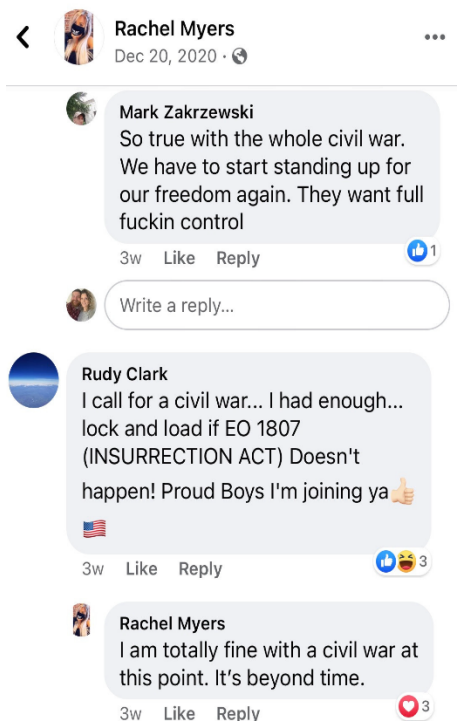 Rachel Myers
Dec 20, 2020 ·
Mark Zakrzewski
So true with the whole civil war.
We have to start standing up for
our freedom again. They want full
fuckin control
3w Like Reply
1
Write a reply...
Rudy Clark
I call for a civil war... I had enough...
lock and load if EO 1807
(INSURRECTION ACT) Doesn't
happen! Proud Boys I'm joining ya👍🏻
🇺🇸
3w Like Reply
3
Rachel Myers
I am totally fine with a civil war at
this point. It’s beyond time.
3w Like Reply
3